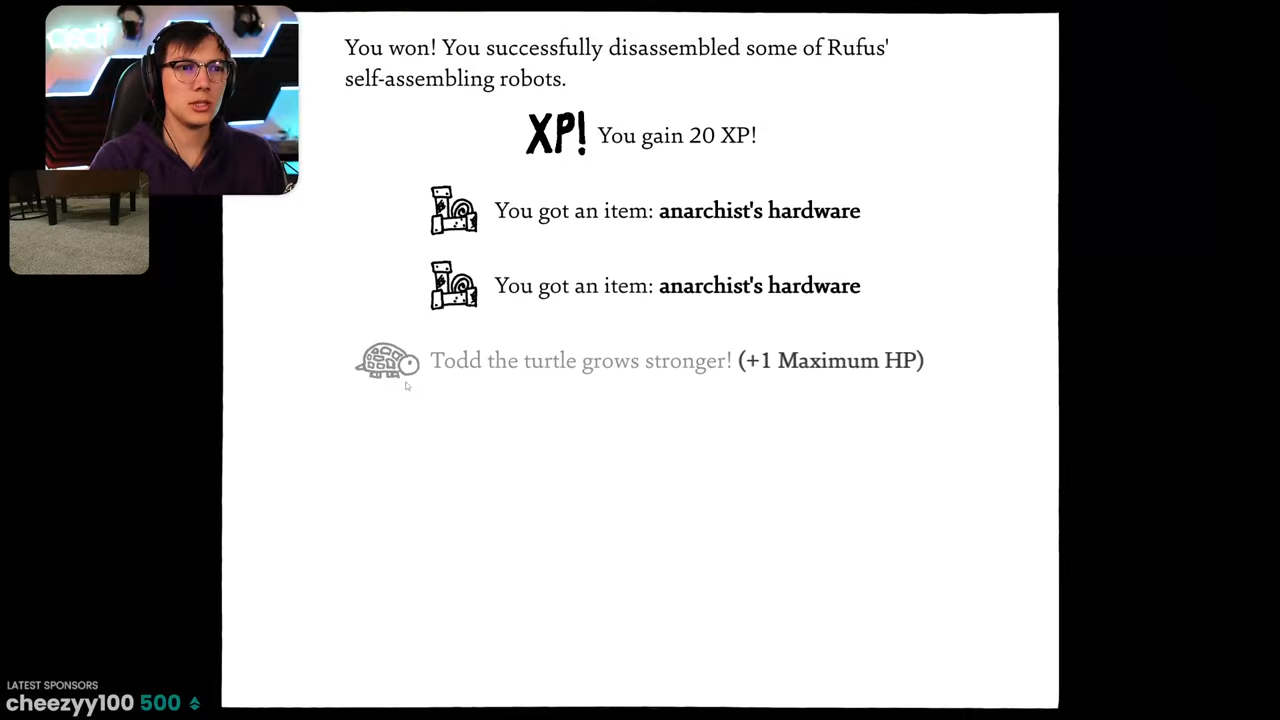 You won! You successfully disassembled some of Rufus'
self-assembling robots.
XP! You gain 20 XP!
You got an item: anarchist's hardware
You got an item: anarchist's hardware
Todd the turtle grows stronger! (+1 Maximum HP)
LATEST SPONSORS
cheezyy100 500